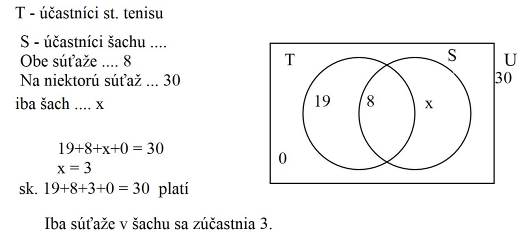 T - účastníci st. tenisu
S - účastníci šachu ....
Obe súťaže .... 8
Na niektorú súťaž ... 30
iba šach .... x
19+8+x+0 = 30
x = 3
sk. 19+8+3+0 = 30 platí
T
S
U
30
19
8
x
0
Iba súťaže v šachu sa zúčastnia 3.